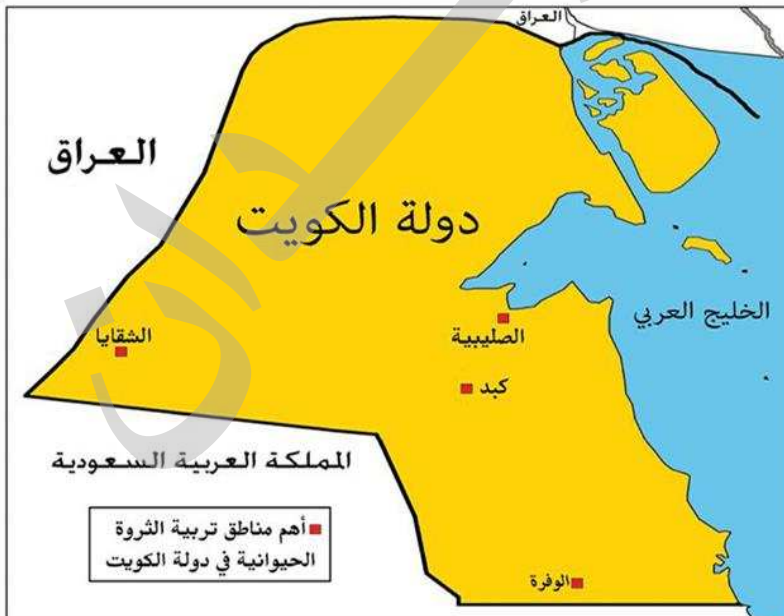 العراق
العراق
دولة الكويت
الخليج العربي
الصليبية
الشقايا
كبد
المملكة العربية السعودية
أهم مناطق تربية الثروة
الحيوانية في دولة الكويت
الوفرة